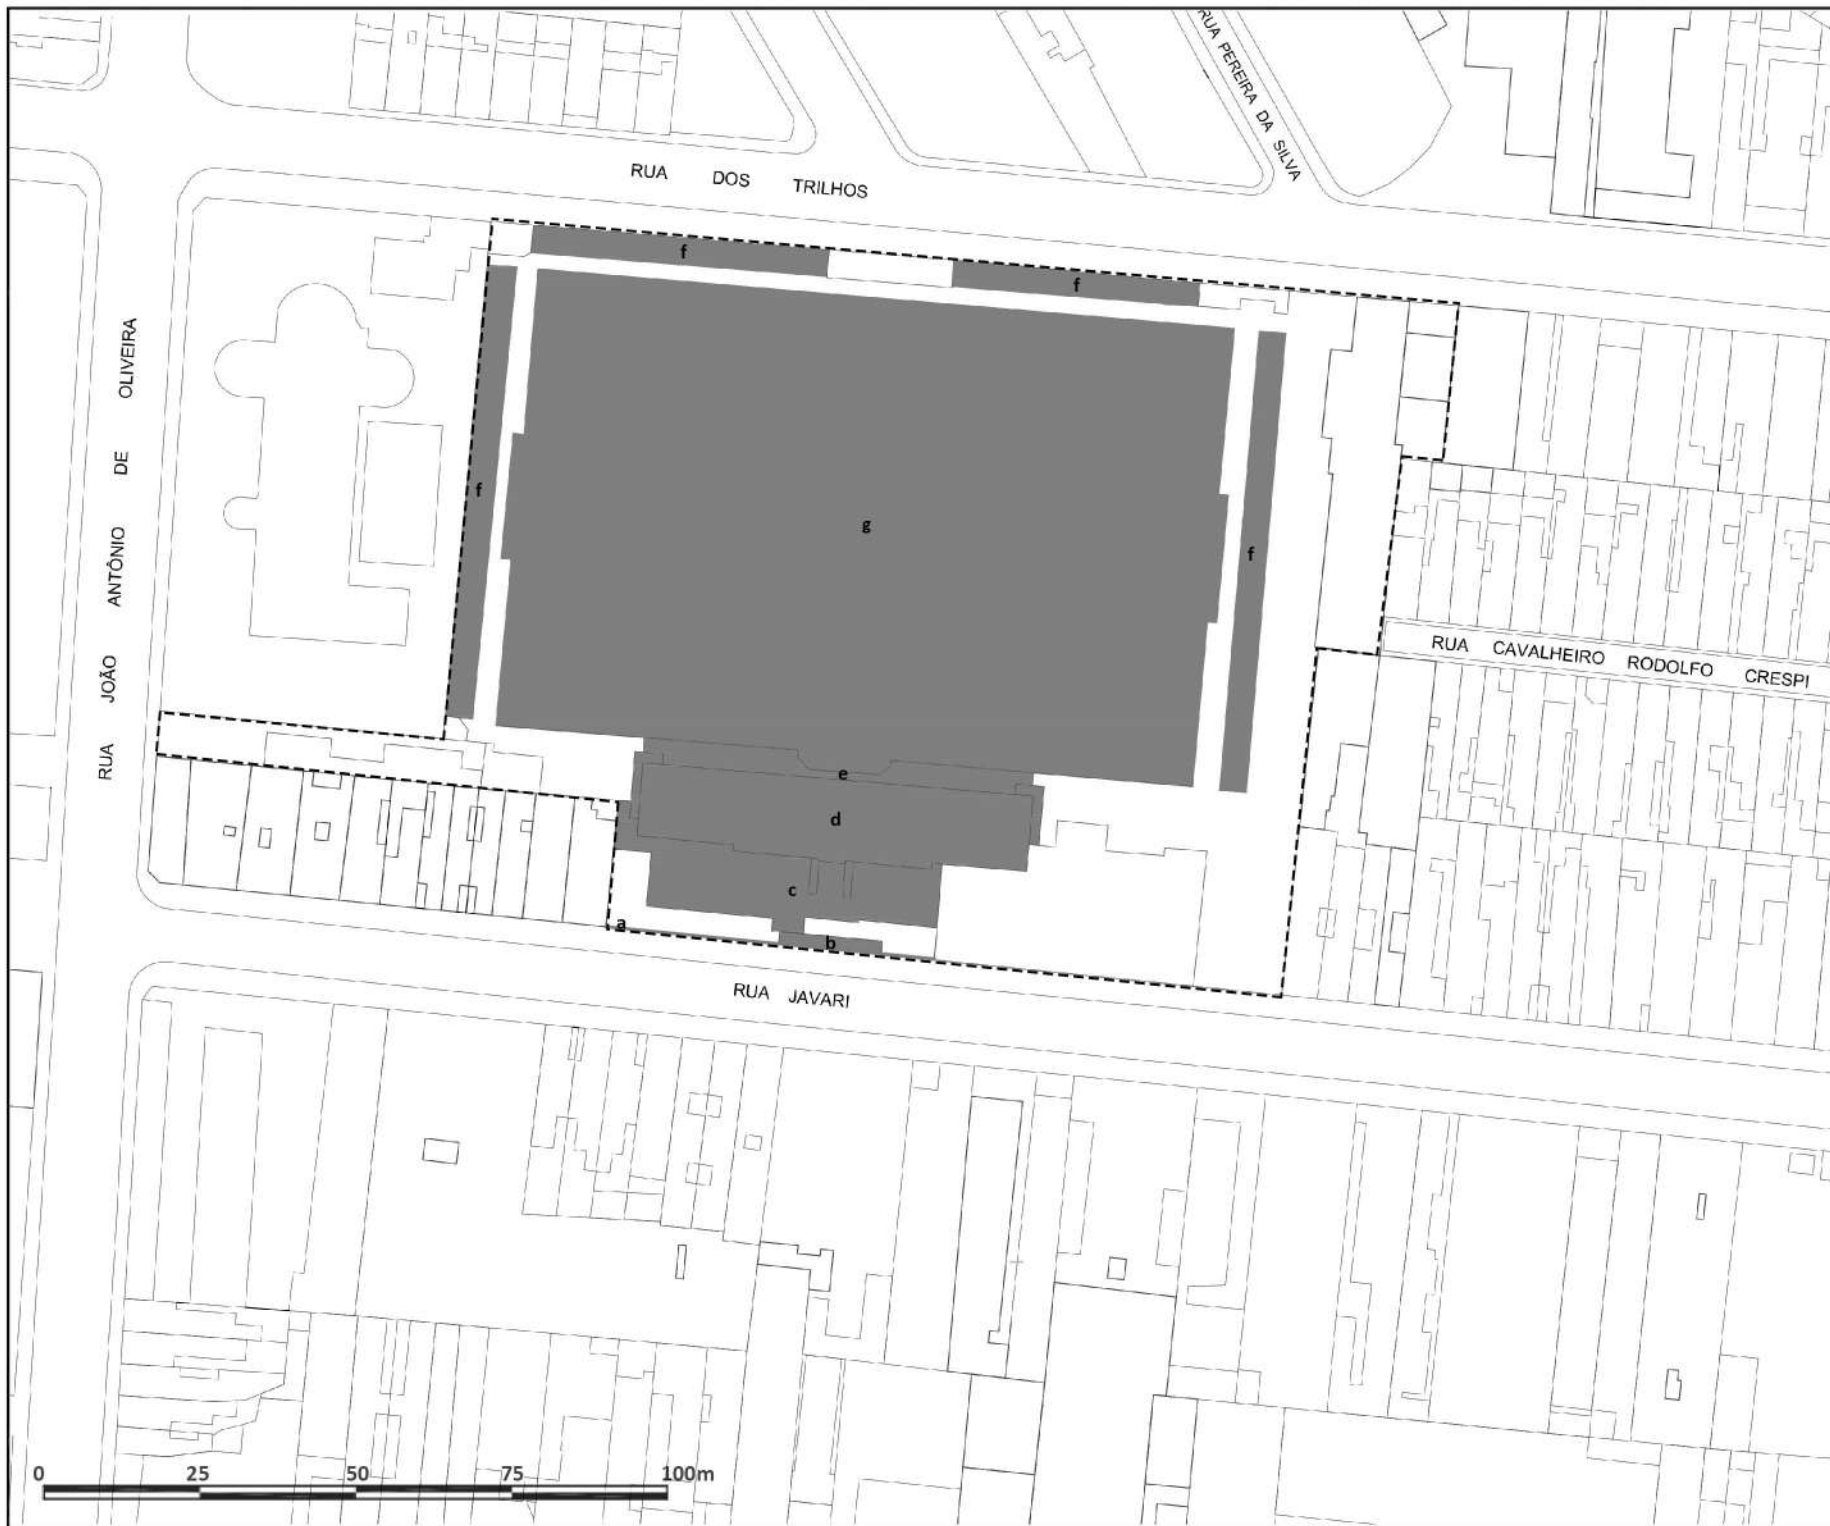 RUA PEREIRA DA SILVA
RUA DOS TRILHOS
f
f
RUA JOÃO ANTÔNIO DE OLIVEIRA
f
g
f
RUA CAVALHEIRO RODOLFO CRESPI
e
d
c
a
b
RUA JAVARI
0 25 50 75 100m